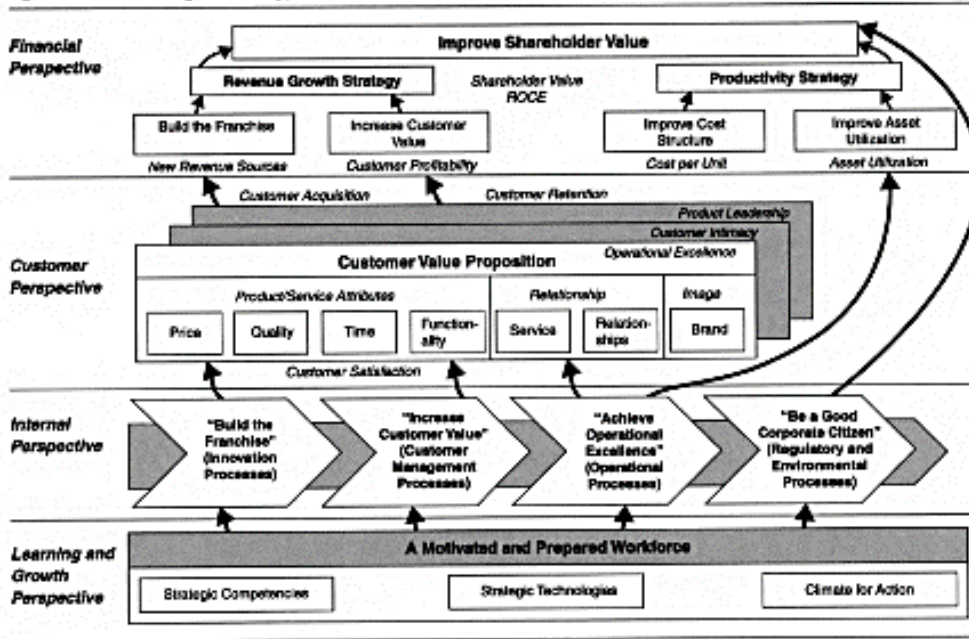 Financial
Perspective
Improve Shareholder Value
Revenue Growth Strategy
Shareholder Value
ROCE
Productivity Strategy
Build the Franchise
Increase Customer
Value
Improve Cost
Structure
Improve Asset
Utilization
New Revenue Sources
Customer Profitability
Cost per Unit
Asset Utilization
Customer Acquisition
Customer Retention
Product Leadership
Customer Intimacy
Operational Excellence
Customer
Perspective
Customer Value Proposition
Product/Service Attributes
Relationship
Image
Price
Quality
Time
Function-
ality
Service
Relation-
ships
Brand
Customer Satisfaction
Internal
Perspective
"Build the
Franchise"
(Innovation
Processes)
"Increase
Customer Value"
(Customer
Management
Processes)
"Achieve
Operational
Excellence"
(Operational
Processes)
"Be a Good
Corporate Citizen"
(Regulatory and
Environmental
Processes)
Learning and
Growth
Perspective
A Motivated and Prepared Workforce
Strategic Competencies
Strategic Technologies
Climate for Action